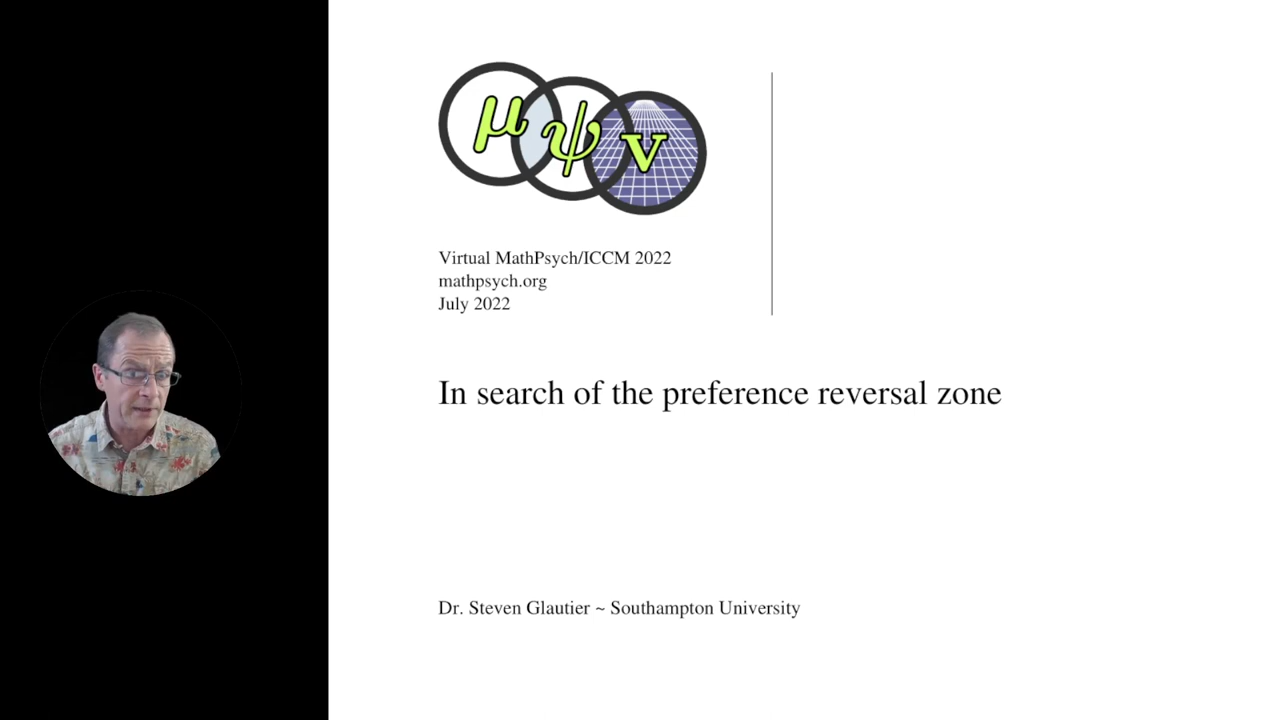 μ ψ v
Virtual MathPsych/ICCM 2022
mathpsych.org
July 2022
In search of the preference reversal zone
Dr. Steven Glautier ~ Southampton University